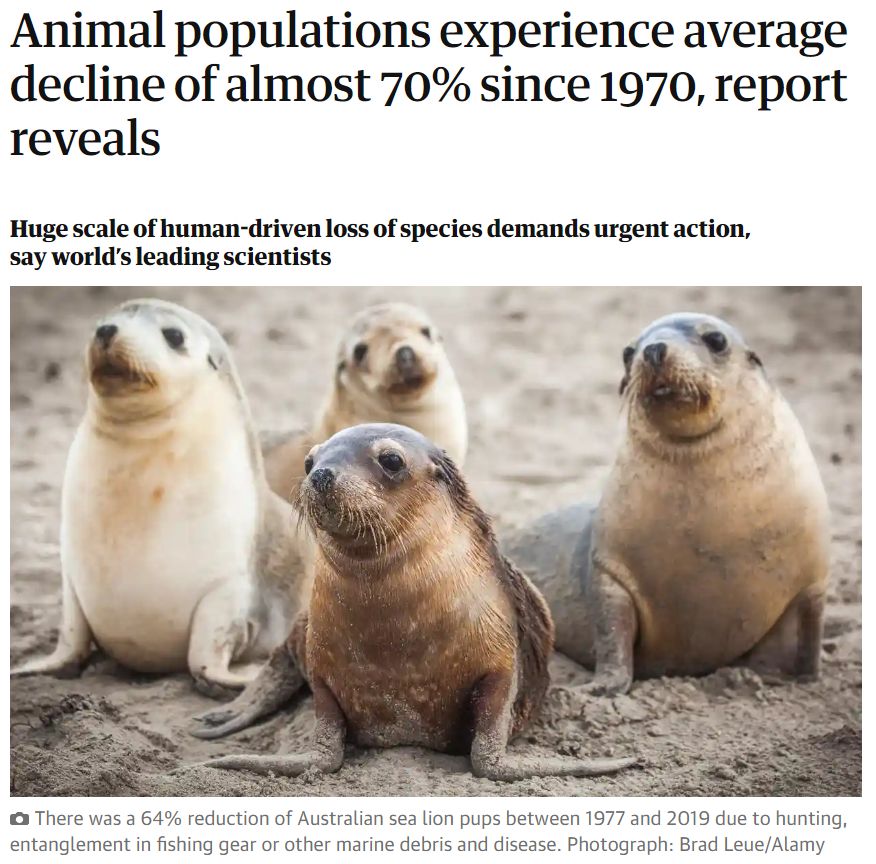 Animal populations experience average
decline of almost 70% since 1970, report
reveals
Huge scale of human-driven loss of species demands urgent action,
say world's leading scientists
There was a 64% reduction of Australian sea lion pups between 1977 and 2019 due to hunting,
entanglement in fishing gear or other marine debris and disease. Photograph: Brad Leue/Alamy